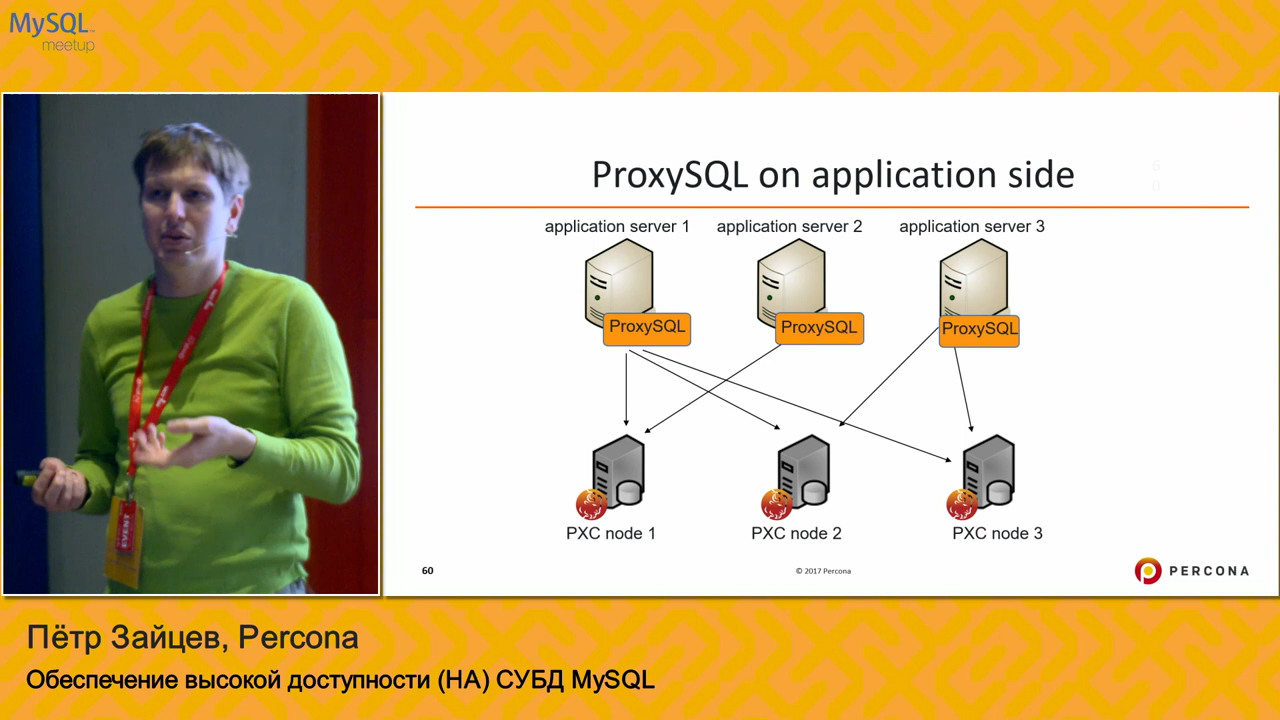 MySQL
meetup
ProxySQL on application side
application server 1
application server 2
application server 3
ProxySQL
ProxySQL
ProxySQL
PXC node 1
PXC node 2
PXC node 3
60
© 2017 Percona
PERCONA
EVENT
Пётр Зайцев, Percona
Обеспечение высокой доступности (HA) СУБД MySQL